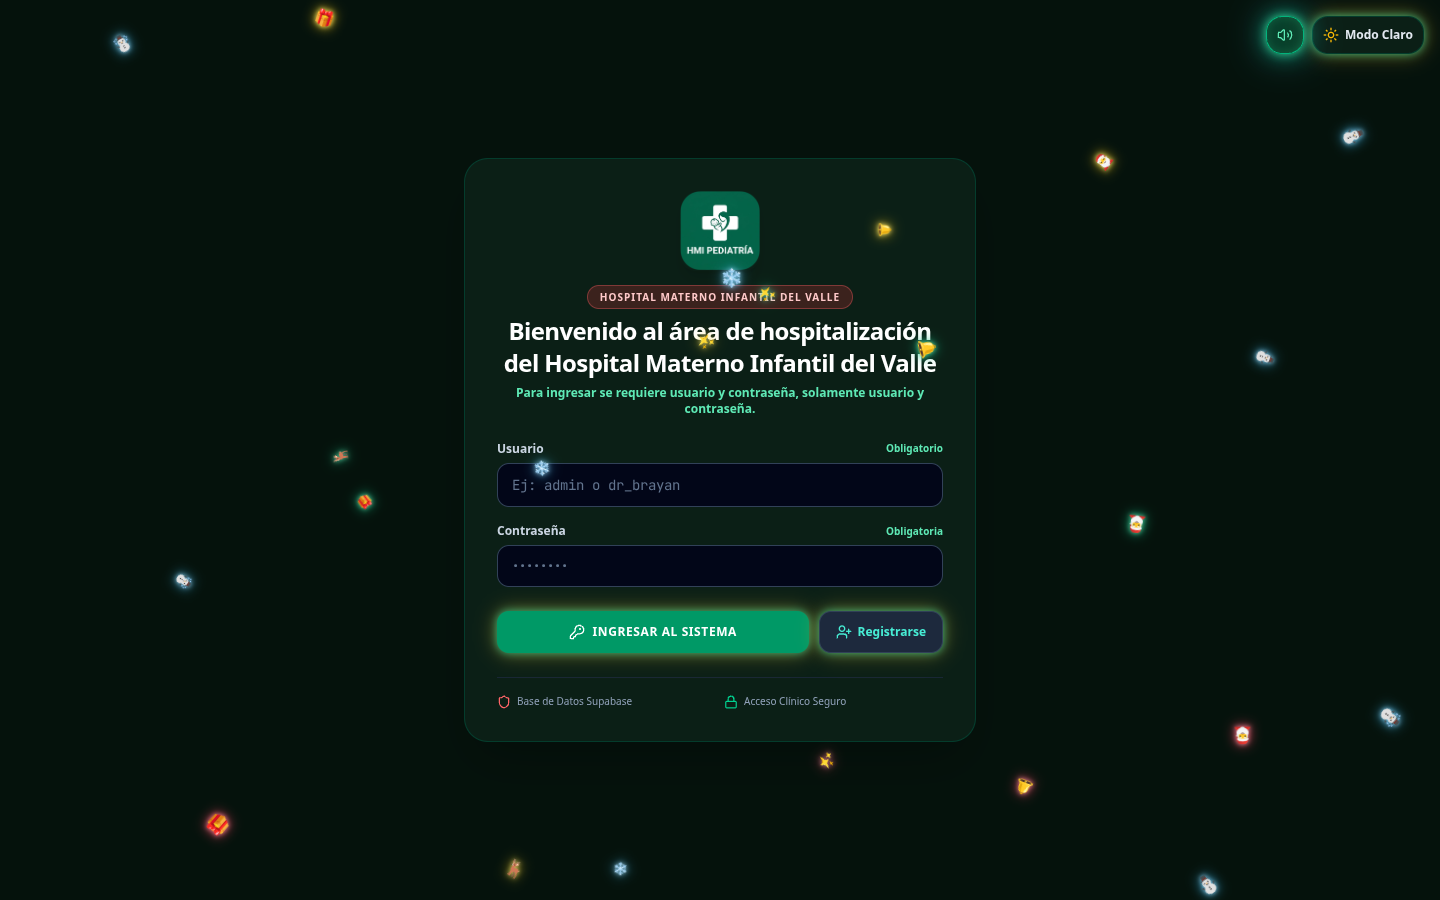 Modo Claro
HMI PEDIATRÍA
HOSPITAL MATERNO INFANTIL DEL VALLE
Bienvenido al área de hospitalización
del Hospital Materno Infantil del Valle
Para ingresar se requiere usuario y contraseña, solamente usuario y
contraseña.
Usuario
Obligatorio
Ej: admin o dr_brayan
Contraseña
Obligatoria
••••••••
INGRESAR AL SISTEMA
Registrarse
Base de Datos Supabase
Acceso Clínico Seguro